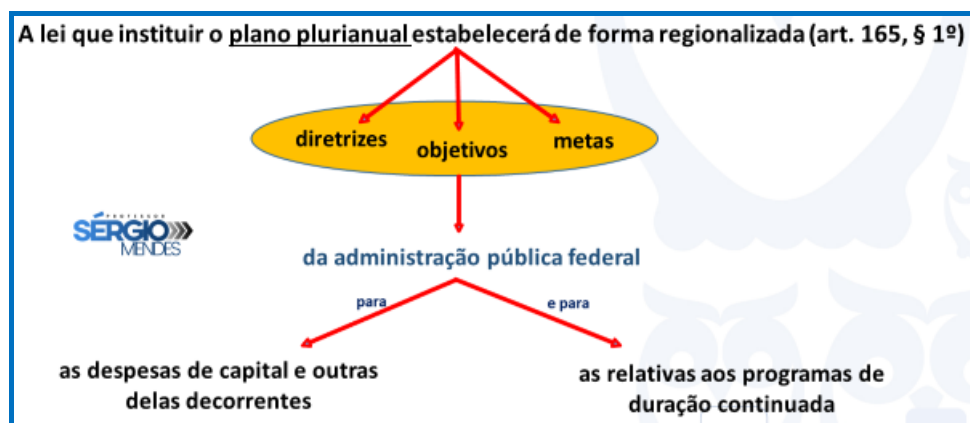 A lei que instituir o plano plurianual estabelecerá de forma regionalizada (art. 165, § 1º)
diretrizes
objetivos
metas
PROFESSOR
SÉRGIO
MENDES
da administração pública federal
para
e para
as despesas de capital e outras
delas decorrentes
as relativas aos programas de
duração continuada